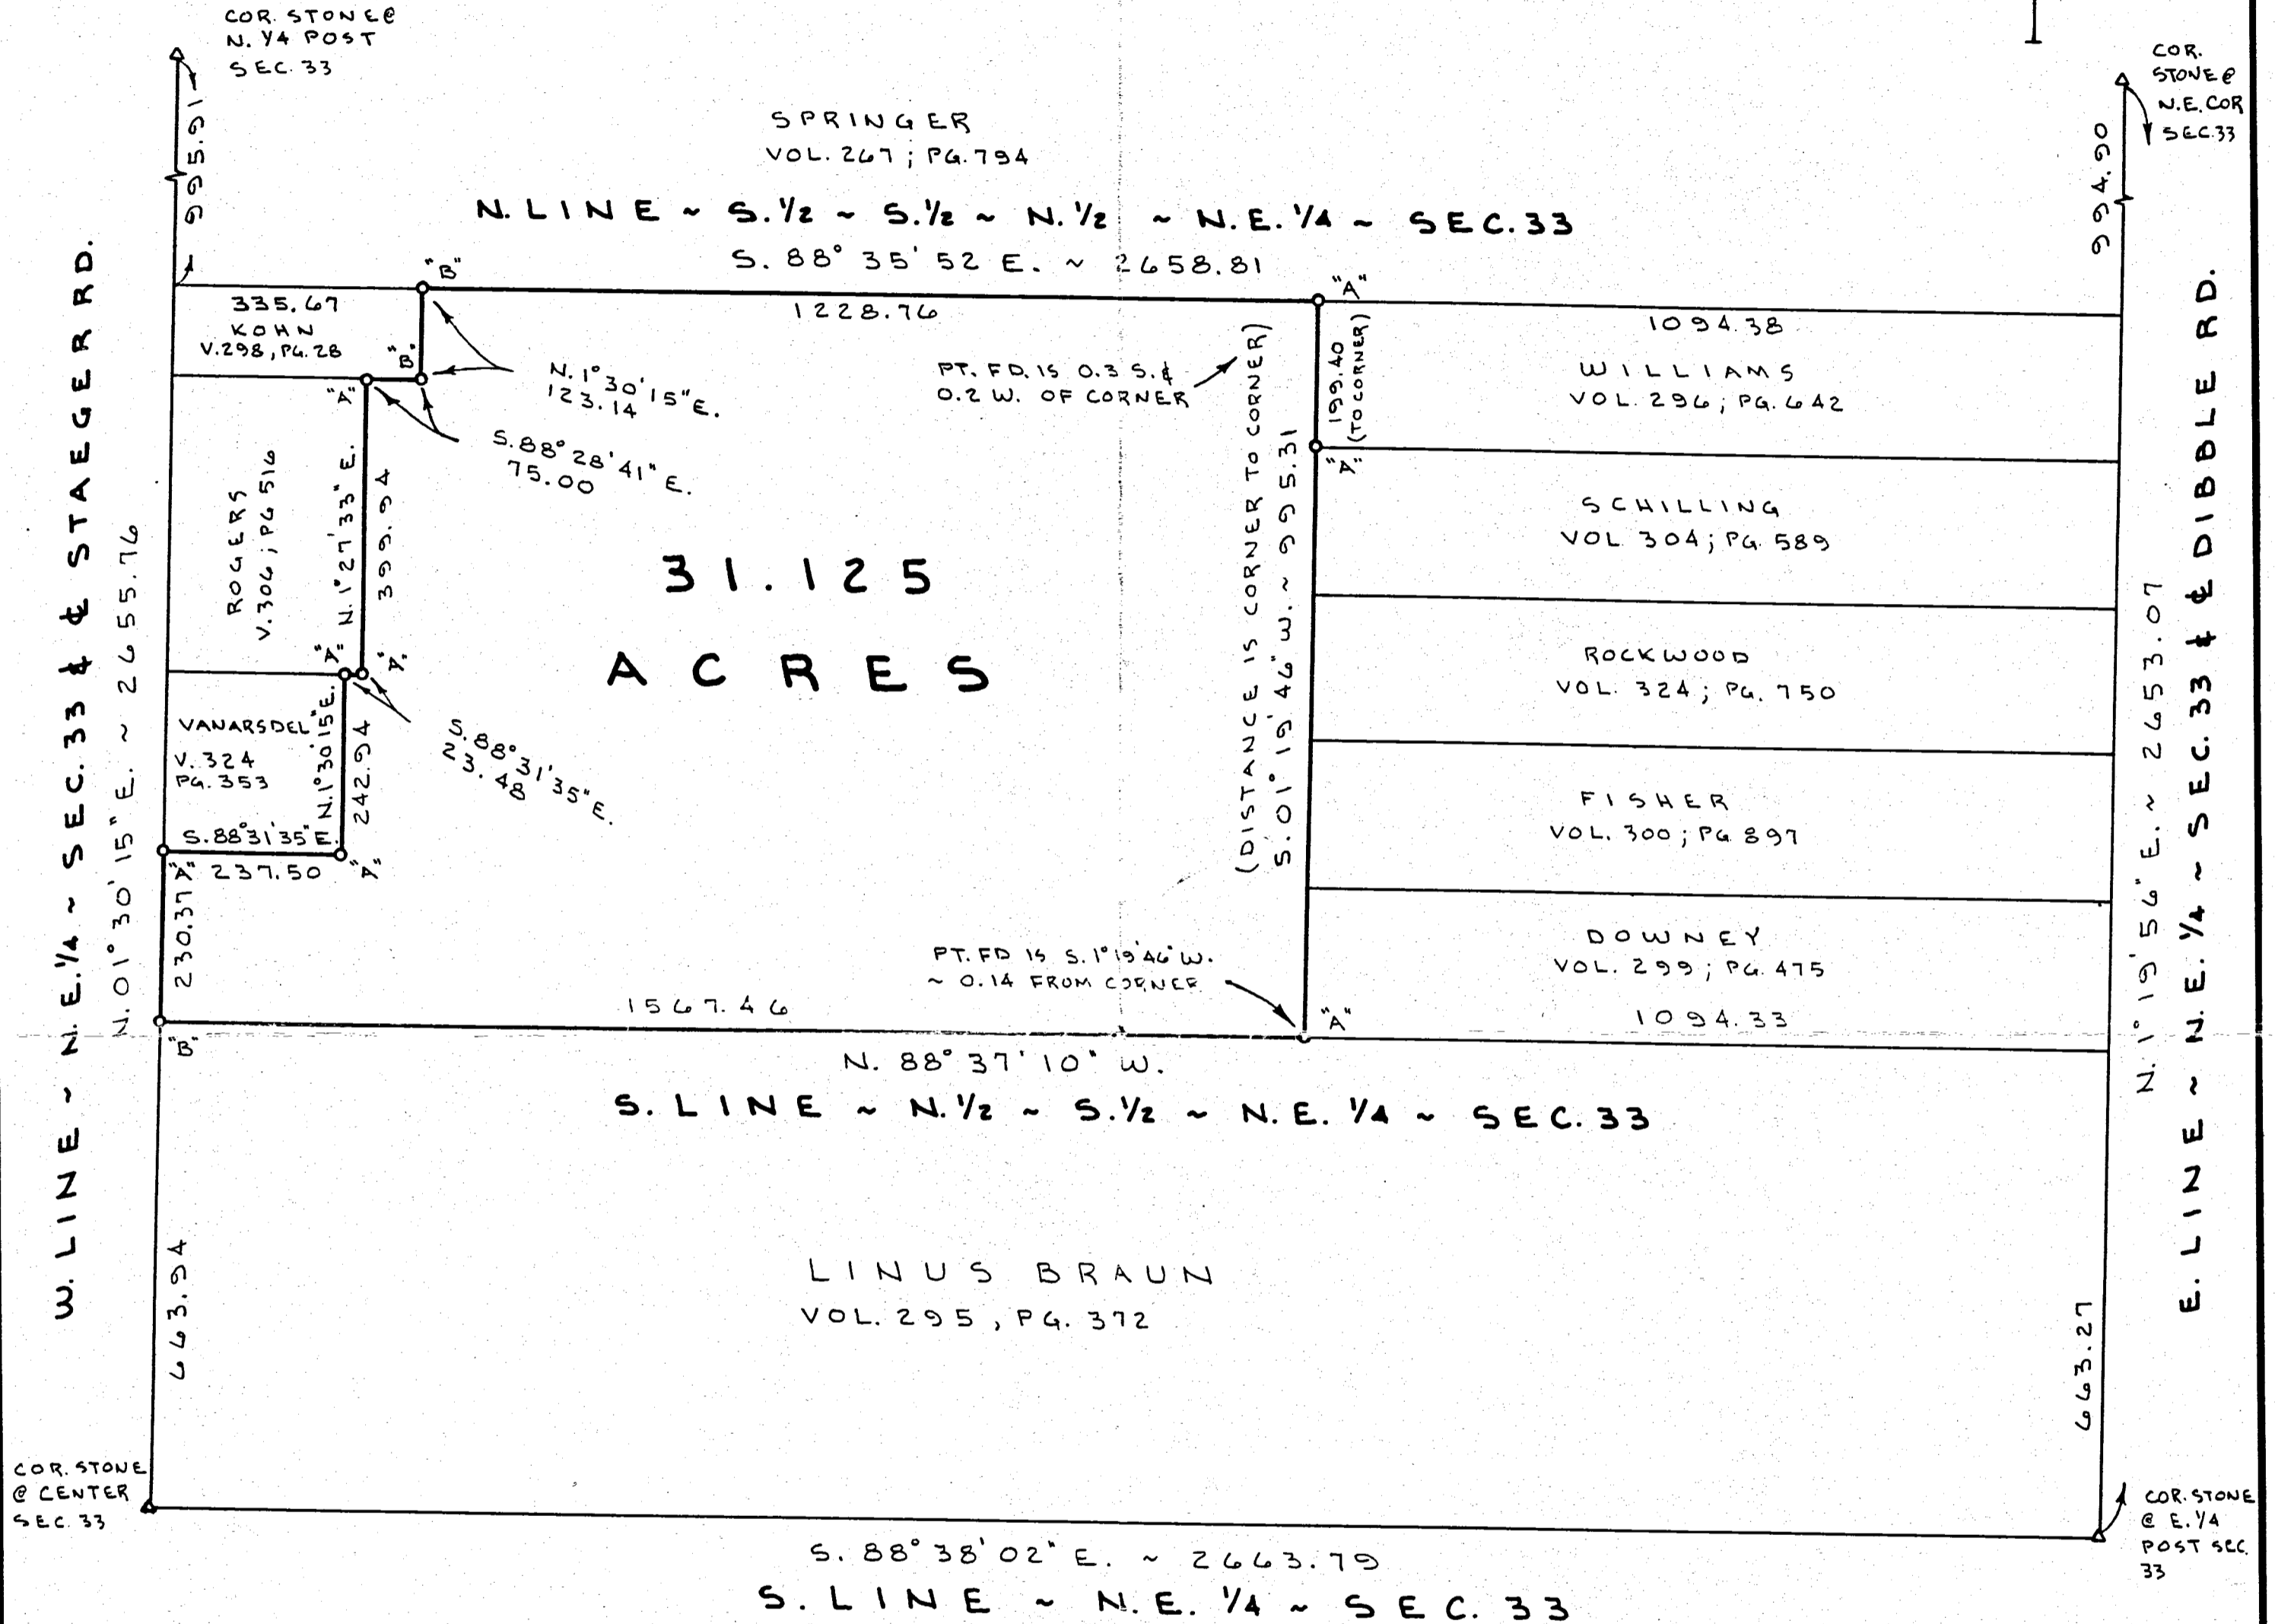 COR. STONE @
N. 1/4 POST
SEC. 33
COR.
STONE @
N.E. COR
SEC. 33
995.91
994.90
SPRINGER
VOL. 267 ; PG. 794
N. LINE ~ S. 1/2 ~ S. 1/2 ~ N. 1/2 ~ N.E. 1/4 ~ SEC. 33
S. 88° 35' 52 E. ~ 2658.81
"B"
"A"
335.67
KOHN
V. 298, PG. 28
"B"
1228.76
1094.38
N. 1° 30' 15" E.
123.14
PT. FD. IS 0.3 S. &
0.2 W. OF CORNER
199.40
(TO CORNER)
WILLIAMS
VOL. 296; PG. 642
"A"
S. 88° 28' 41" E.
75.00
"A"
ROGERS
V. 306; PG 516
N. 1° 27' 33" E.
399.94
(DISTANCE IS CORNER TO CORNER)
S. 01° 19' 46" W. ~ 995.31
SCHILLING
VOL 304; PG. 589
31.125
ACRES
"A"
"A"
ROCKWOOD
VOL. 324; PG. 750
VANARSDEL
V. 324
PG. 353
N. 1° 30' 15" E.
242.94
S. 88° 31' 35" E.
23.48
FISHER
VOL. 300; PG 897
S. 88° 31' 35" E.
237.50
"A"
"A"
230.37
DOWNEY
VOL. 299; PG. 475
PT. FD IS S. 1° 19' 46" W.
~ 0.14 FROM CORNER
1567.46
"A"
1094.33
"B"
N. 88° 37' 10" W.
S. LINE ~ N. 1/2 ~ S. 1/2 ~ N.E. 1/4 ~ SEC. 33
W. LINE ~ N.E. 1/4 ~ SEC. 33 & ℄ STAEGER RD.
N. 01° 30' 15" E. ~ 2655.76
N. 1° 19' 56" E. ~ 2653.07
E. LINE ~ N.E. 1/4 ~ SEC. 33 & ℄ DIBBLE RD.
LINUS BRAUN
VOL. 295, PG. 372
663.94
663.27
COR. STONE
@ CENTER
SEC. 33
COR. STONE
@ E. 1/4
POST SEC.
33
S. 88° 38' 02" E. ~ 2663.79
S. LINE ~ N.E. 1/4 ~ SEC. 33